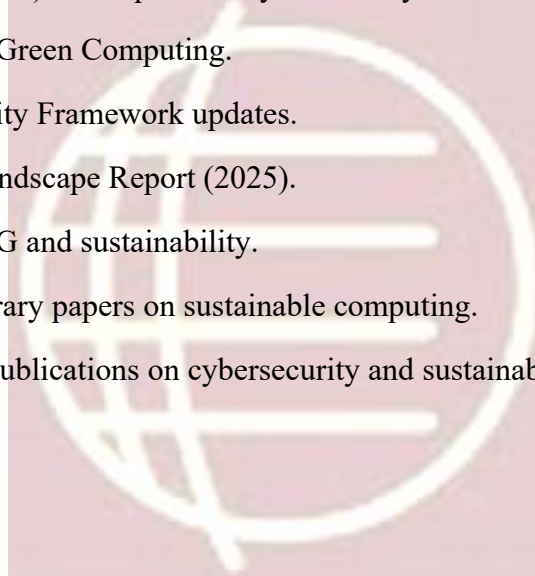 Green Computing.
ity Framework updates.
ndscape Report (2025).
G and sustainability.
rary papers on sustainable computing.
ublications on cybersecurity and sustainab